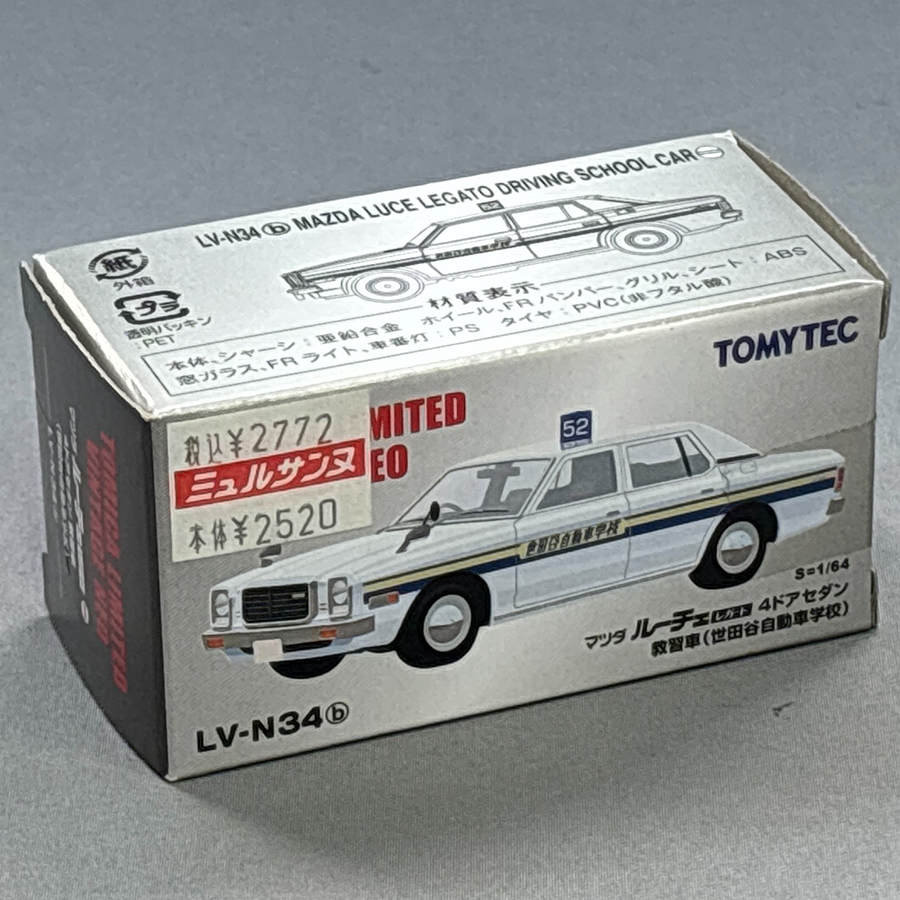 LV-N34 ⓑ MAZDA LUCE LEGATO DRIVING SCHOOL CAR
紙
外箱
プラ
透明パッキン
:PET
材質表示
本体、シャーシ：亜鉛合金 ホイール、FRバンパー、グリル、シート：ABS
窓ガラス、FRライト、車番灯：PS タイヤ：PVC(非フタル酸)
TOMYTEC
税込¥2772
ミュルサンヌ
本体¥2520
MITED
EO
52
世田谷自動車学校
S=1/64
マツダ ルーチェ レガート 4ドアセダン
教習車(世田谷自動車学校)
LV-N34ⓑ